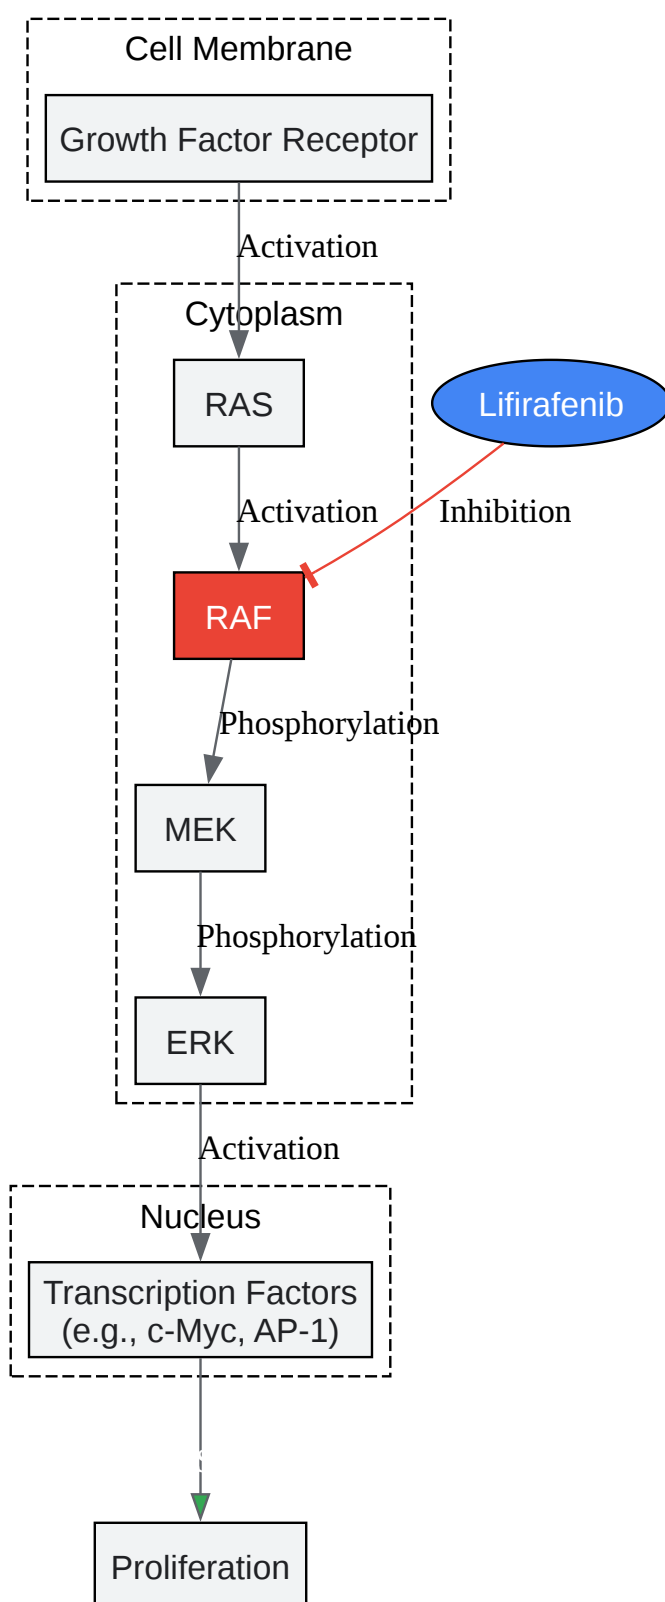 Cell Membrane
Growth Factor Receptor
Activation
Cytoplasm
RAS
Lifirafenib
Activation
Inhibition
RAF
Phosphorylation
MEK
Phosphorylation
ERK
Activation
Nucleus
Transcription Factors
(e.g., c-Myc, AP-1)
Proliferation